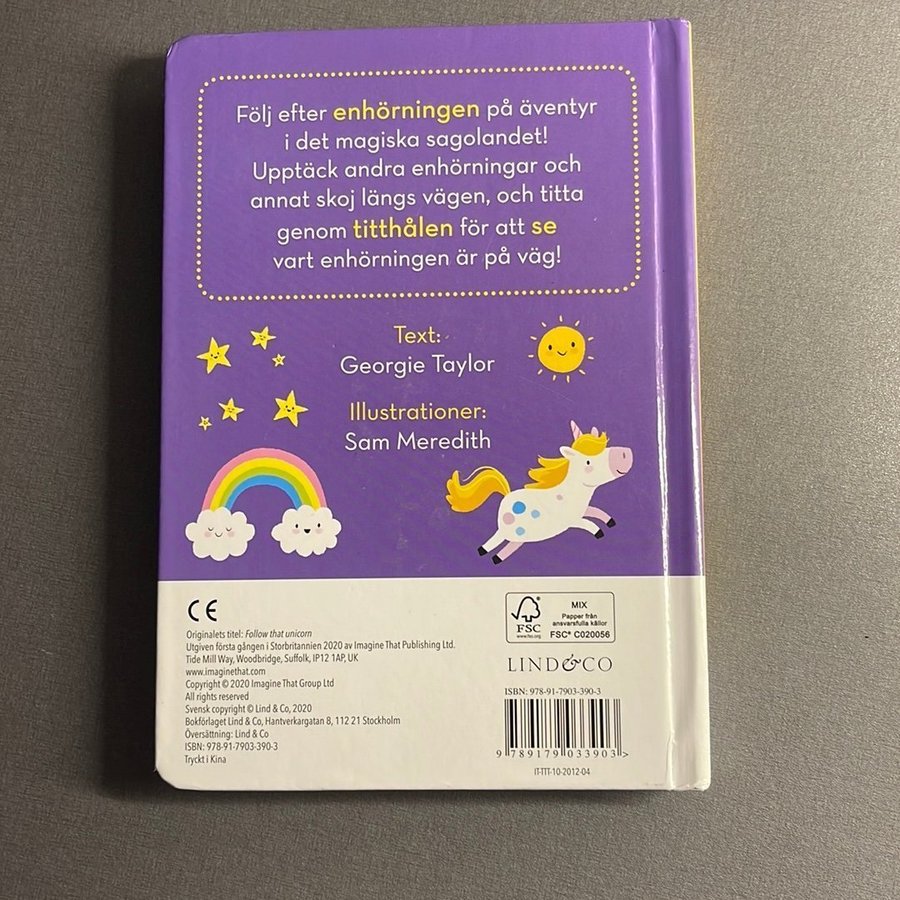 Följ efter enhörningen på äventyr
i det magiska sagolandet!
Upptäck andra enhörningar och
annat skoj längs vägen, och titta
genom titthålen för att se
vart enhörningen är på väg!
Text:
Georgie Taylor
Illustrationer:
Sam Meredith
CE
Originalets titel: Follow that unicorn
Utgiven första gången i Storbritannien 2020 av Imagine That Publishing Ltd.
Tide Mill Way, Woodbridge, Suffolk, IP12 1AP, UK
www.imaginethat.com
Copyright © 2020 Imagine That Group Ltd
All rights reserved
Svensk copyright © Lind & Co, 2020
Bokförlaget Lind & Co, Hantverkargatan 8, 112 21 Stockholm
Översättning: Lind & Co
ISBN: 978-91-7903-390-3
Tryckt i Kina
FSC
www.fsc.org
MIX
Papper från
ansvarsfulla källor
FSC® C020056
LIND&CO
ISBN: 978-91-7903-390-3
9 789179 033903 >
IT-TTT-10-2012-04